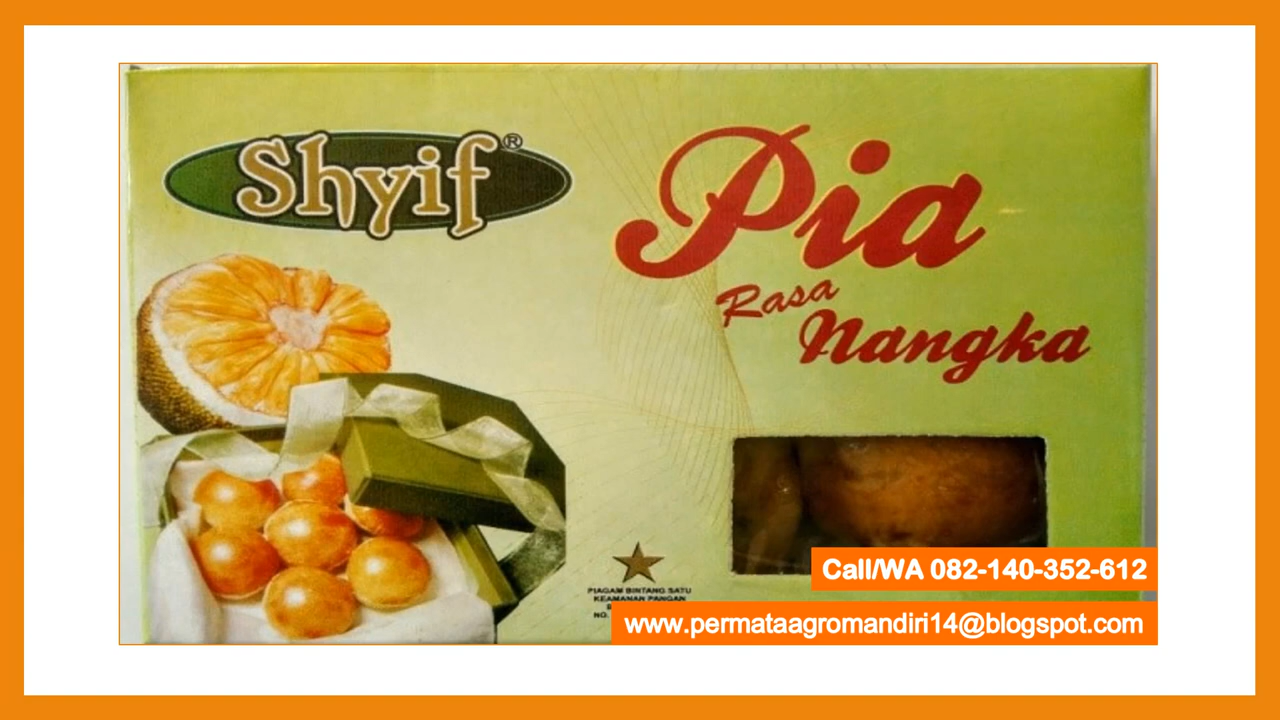 Shyif®
Pia
Rasa
Nangka
PIAGAM BINTANG SATU
KEAMANAN PANGAN
NO.
Call/WA 082-140-352-612
www.permataagromandiri14@blogspot.com